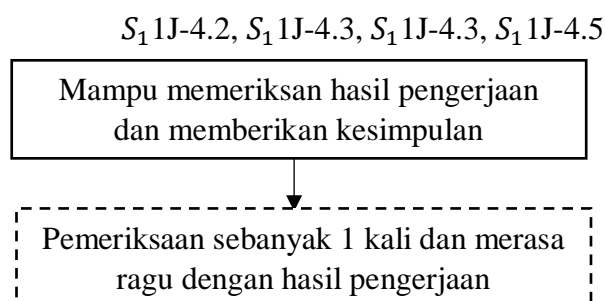 𝑆₁1J-4.2, 𝑆₁1J-4.3, 𝑆₁1J-4.3, 𝑆₁1J-4.5
Mampu memeriksan hasil pengerjaan
dan memberikan kesimpulan
Pemeriksaan sebanyak 1 kali dan merasa
ragu dengan hasil pengerjaan